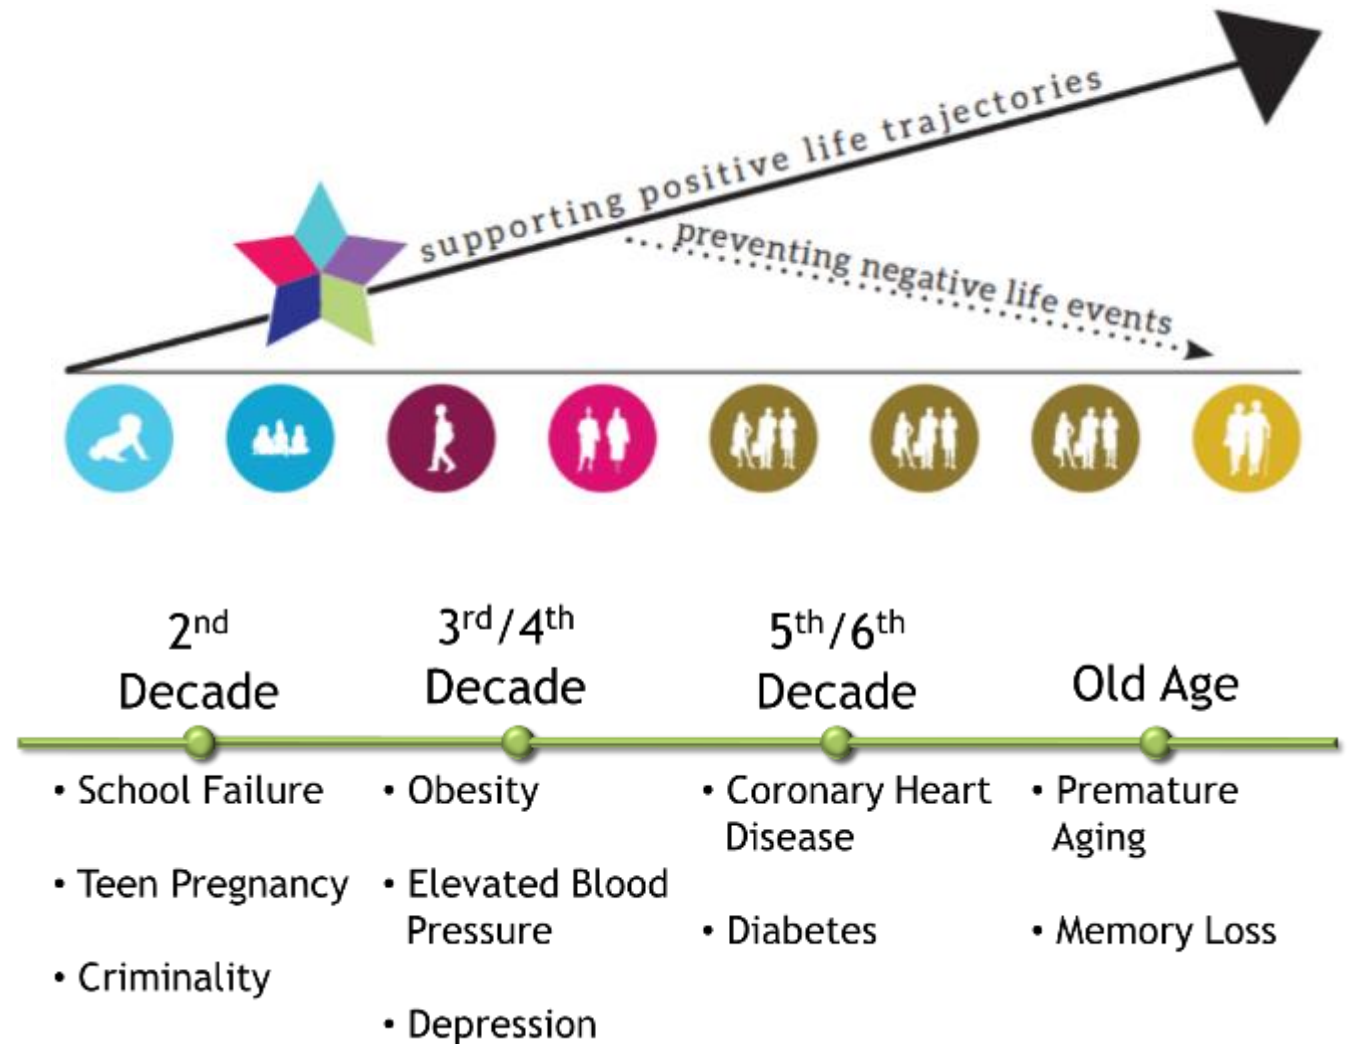 supporting positive life trajectories
preventing negative life events
2nd
Decade
3rd/4th
Decade
5th/6th
Decade
Old Age
• School Failure
• Teen Pregnancy
• Criminality
• Obesity
• Elevated Blood
Pressure
• Depression
• Coronary Heart
Disease
• Diabetes
• Premature
Aging
• Memory Loss